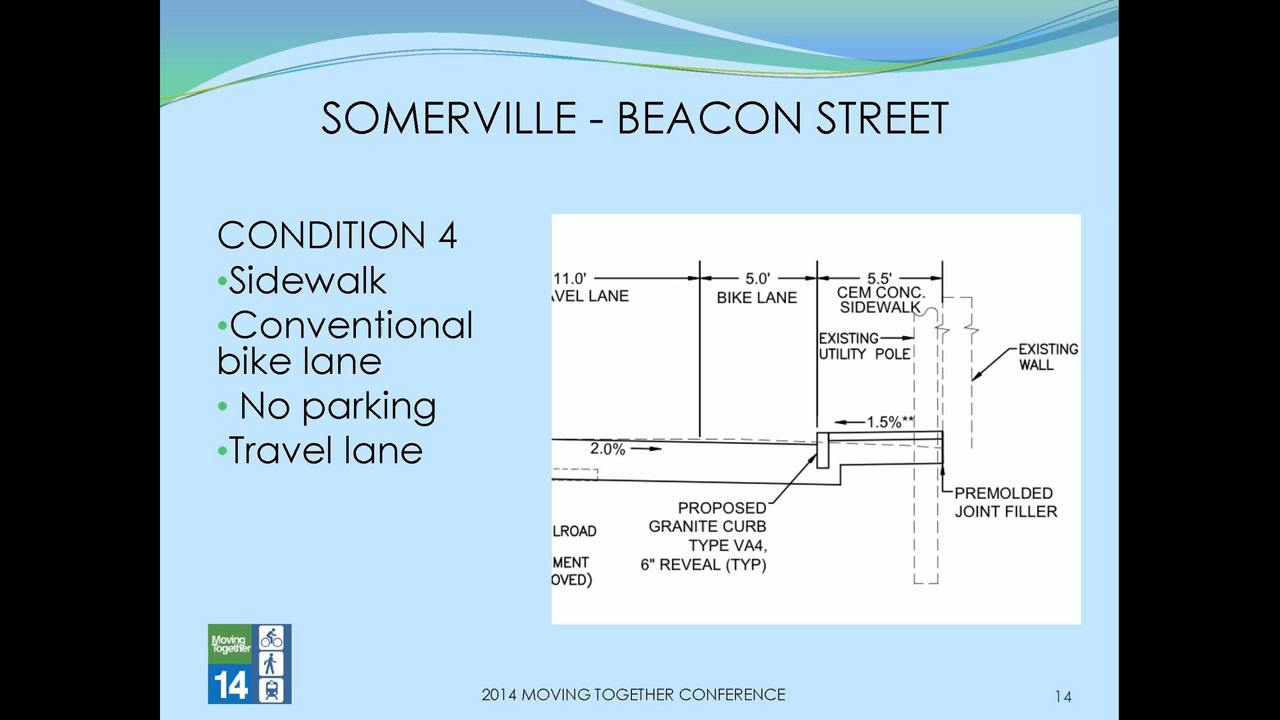 SOMERVILLE - BEACON STREET
CONDITION 4
•Sidewalk
•Conventional
bike lane
• No parking
•Travel lane
11.0'
VEL LANE
5.0'
BIKE LANE
5.5'
CEM CONC.
SIDEWALK
EXISTING
UTILITY POLE
EXISTING
WALL
1.5%**
2.0%
PROPOSED
GRANITE CURB
TYPE VA4,
6" REVEAL (TYP)
PREMOLDED
JOINT FILLER
LROAD
MENT
OVED)
Moving
Together
14
2014 MOVING TOGETHER CONFERENCE
14